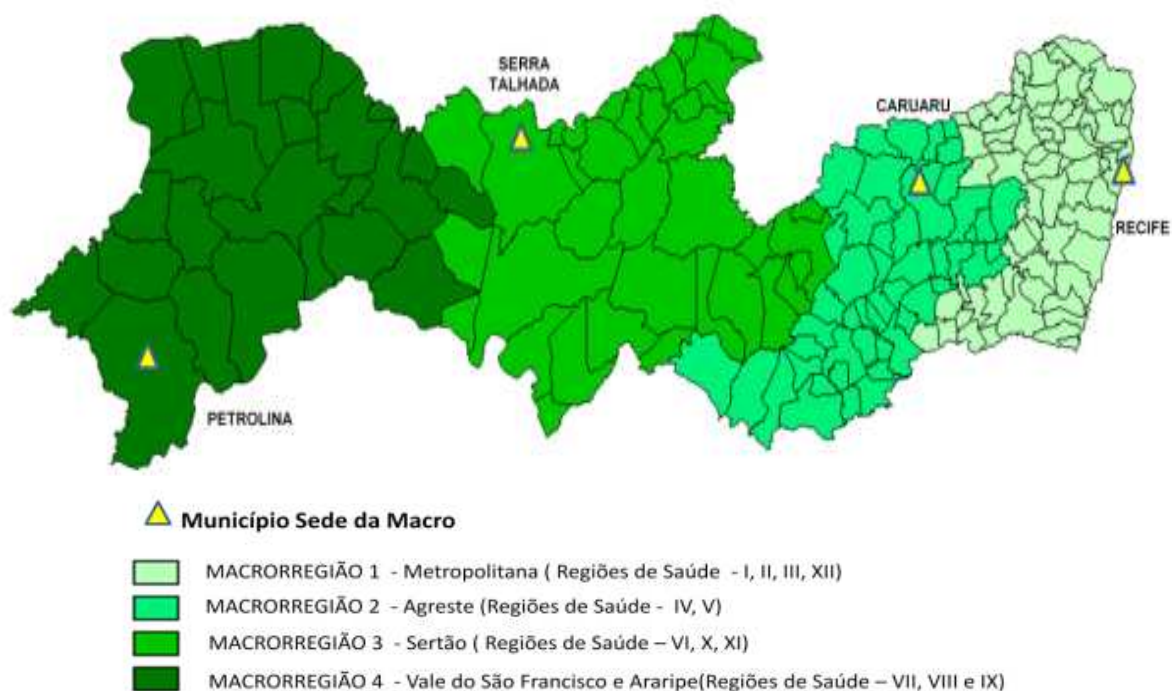 SERRA
TALHADA
CARUARU
RECIFE
PETROLINA
Município Sede da Macro
MACRORREGIÃO 1 - Metropolitana ( Regiões de Saúde - I, II, III, XII)
MACRORREGIÃO 2 - Agreste (Regiões de Saúde - IV, V)
MACRORREGIÃO 3 - Sertão ( Regiões de Saúde – VI, X, XI)
MACRORREGIÃO 4 - Vale do São Francisco e Araripe(Regiões de Saúde – VII, VIII e IX)